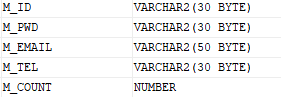 M_ID VARCHAR2(30 BYTE)
M_PWD VARCHAR2(30 BYTE)
M_EMAIL VARCHAR2(50 BYTE)
M_TEL VARCHAR2(30 BYTE)
M_COUNT NUMBER